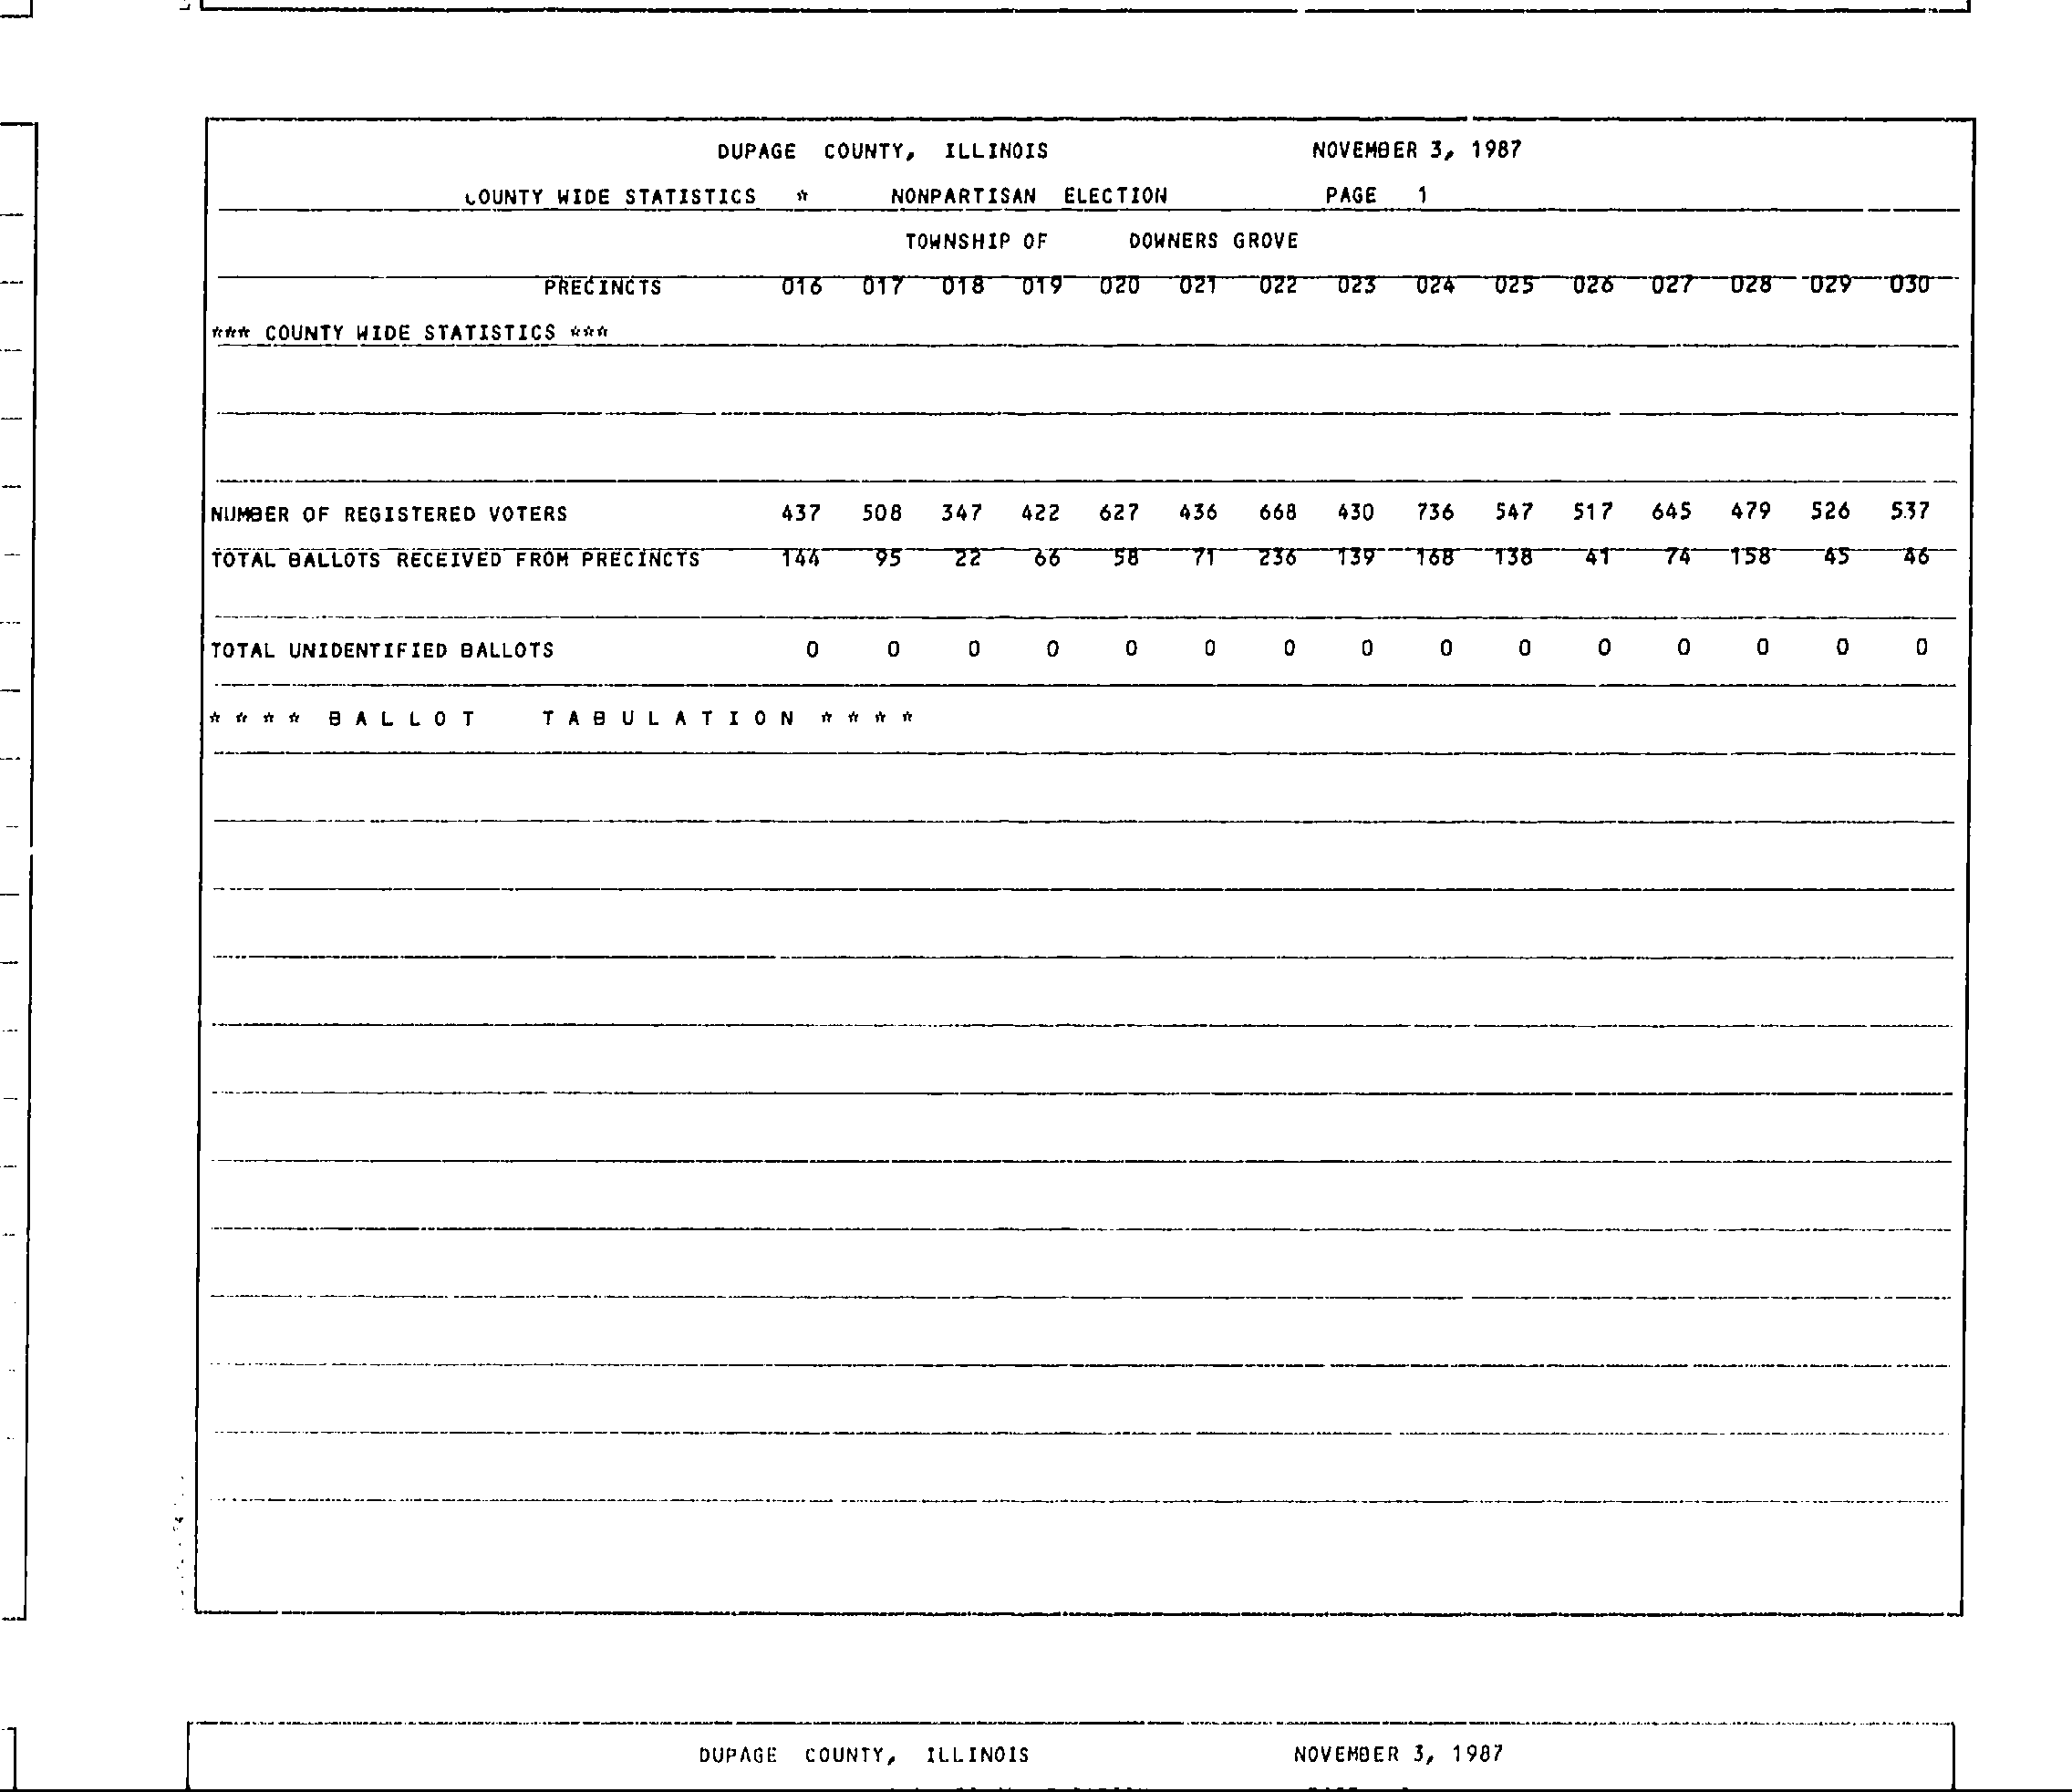 DUPAGE COUNTY, ILLINOIS NOVEMBER 3, 1987
COUNTY WIDE STATISTICS * NONPARTISAN ELECTION PAGE 1
TOWNSHIP OF DOWNERS GROVE
PRECINCTS 016 017 018 019 020 021 022 023 024 025 026 027 028 029 030
*** COUNTY WIDE STATISTICS ***
NUMBER OF REGISTERED VOTERS 437 508 347 422 627 436 668 430 736 547 517 645 479 526 537
TOTAL BALLOTS RECEIVED FROM PRECINCTS 144 95 22 66 58 71 236 139 168 138 41 74 158 45 46
TOTAL UNIDENTIFIED BALLOTS 0 0 0 0 0 0 0 0 0 0 0 0 0 0 0
* * * * B A L L O T T A B U L A T I O N * * * *
DUPAGE COUNTY, ILLINOIS NOVEMBER 3, 1987